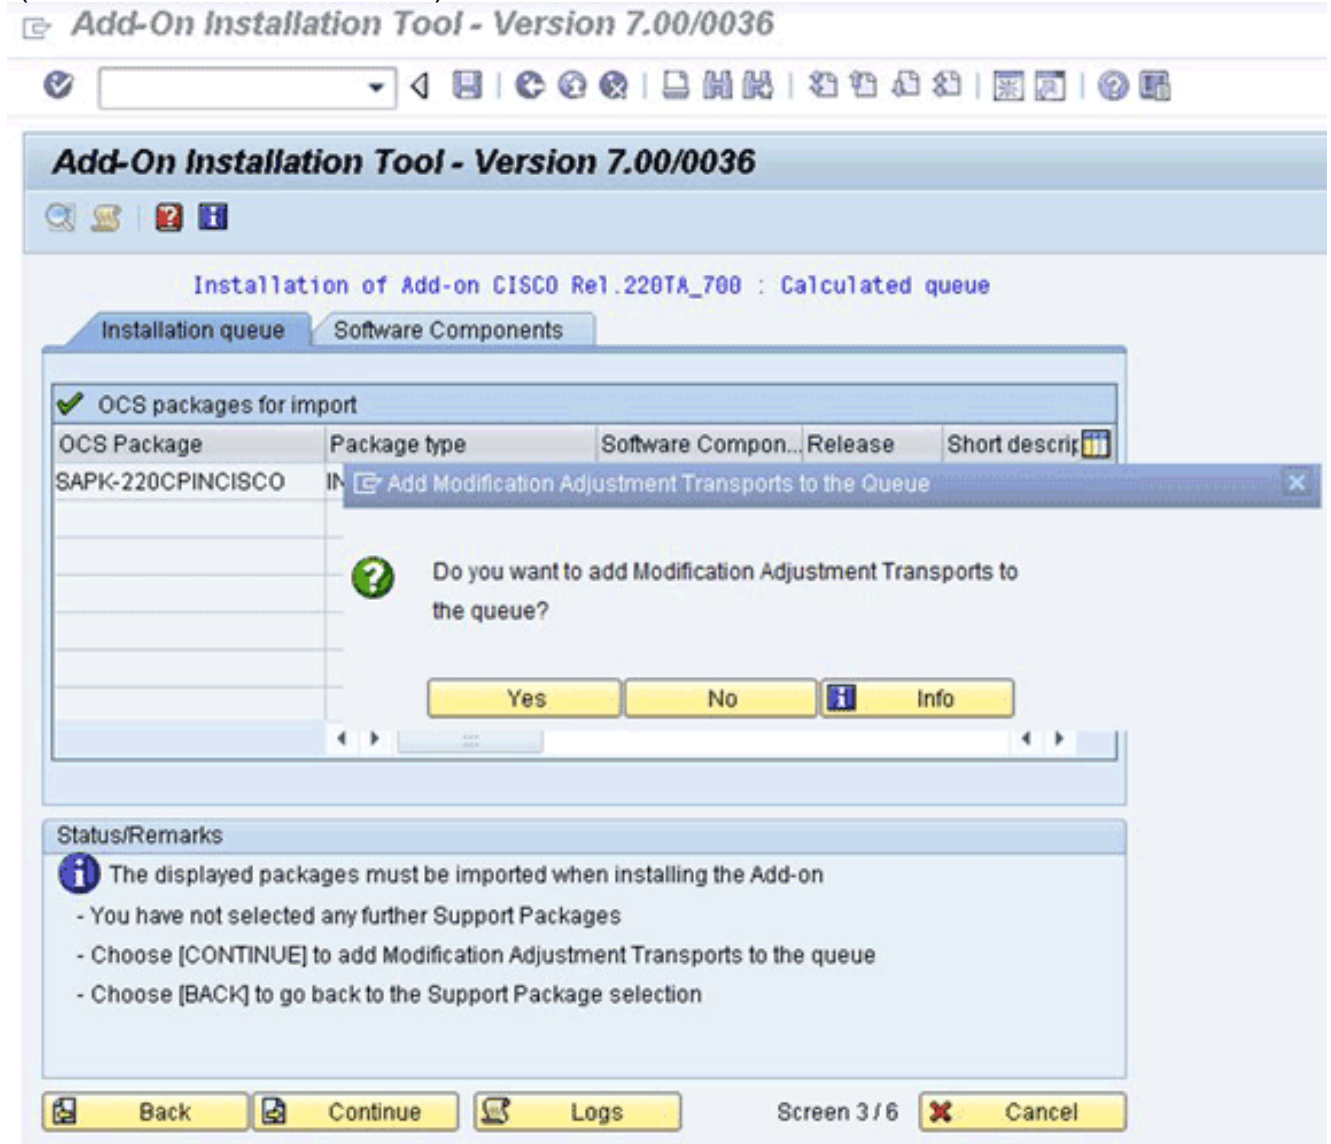 Add-On Installation Tool - Version 7.00/0036
Add-On Installation Tool - Version 7.00/0036
Installation of Add-on CISCO Rel.220TA_700 : Calculated queue
Installation queue Software Components
OCS packages for import
OCS Package Package type Software Compon... Release Short descrip
SAPK-220CPINCISCO IN
Add Modification Adjustment Transports to the Queue
Do you want to add Modification Adjustment Transports to
the queue?
Yes No Info
Status/Remarks
The displayed packages must be imported when installing the Add-on
- You have not selected any further Support Packages
- Choose [CONTINUE] to add Modification Adjustment Transports to the queue
- Choose [BACK] to go back to the Support Package selection
Back Continue Logs Screen 3 / 6 Cancel